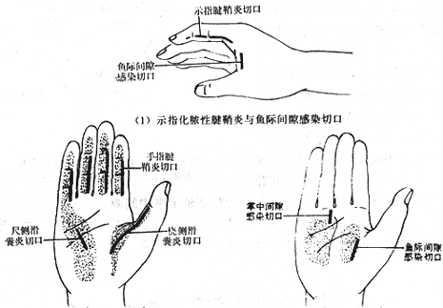 示指腱鞘炎切口
鱼际间隙
感染切口
(1) 示指化脓性腱鞘炎与鱼际间隙感染切口
手指腱
鞘炎切口
尺侧滑
囊炎切口
桡侧滑
囊炎切口
掌中间隙
感染切口
鱼际间隙
感染切口